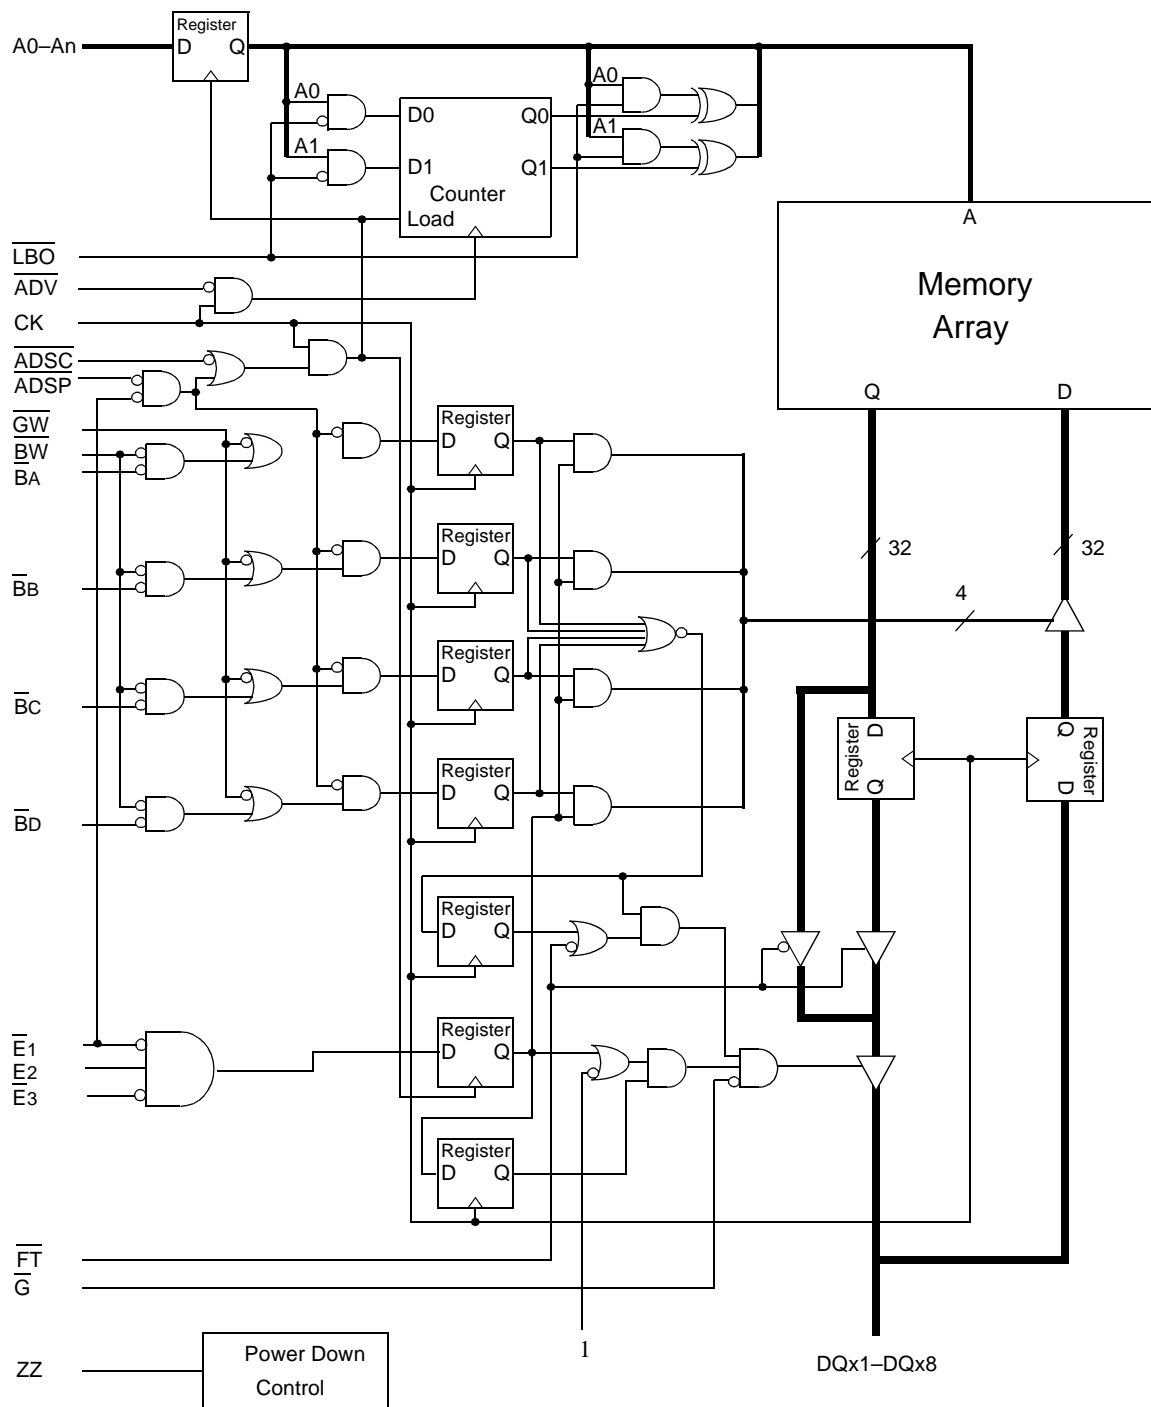 Register
A0–An
D Q
A0
A0
D0 Q0
A1
A1
D1 Q1
Counter
Load
A
LBO
ADV
Memory
CK
Array
ADSC
ADSP
Q D
Register
GW
D Q
BW
BA
Register
D Q
32 32
BB
4
Register
D Q
BC
Register
D
Q
Q
Register
D
Register
D Q
BD
Register
D Q
Register
E1
D Q
E2
E3
Register
D Q
FT
G
1
Power Down
DQx1–DQx8
ZZ
Control